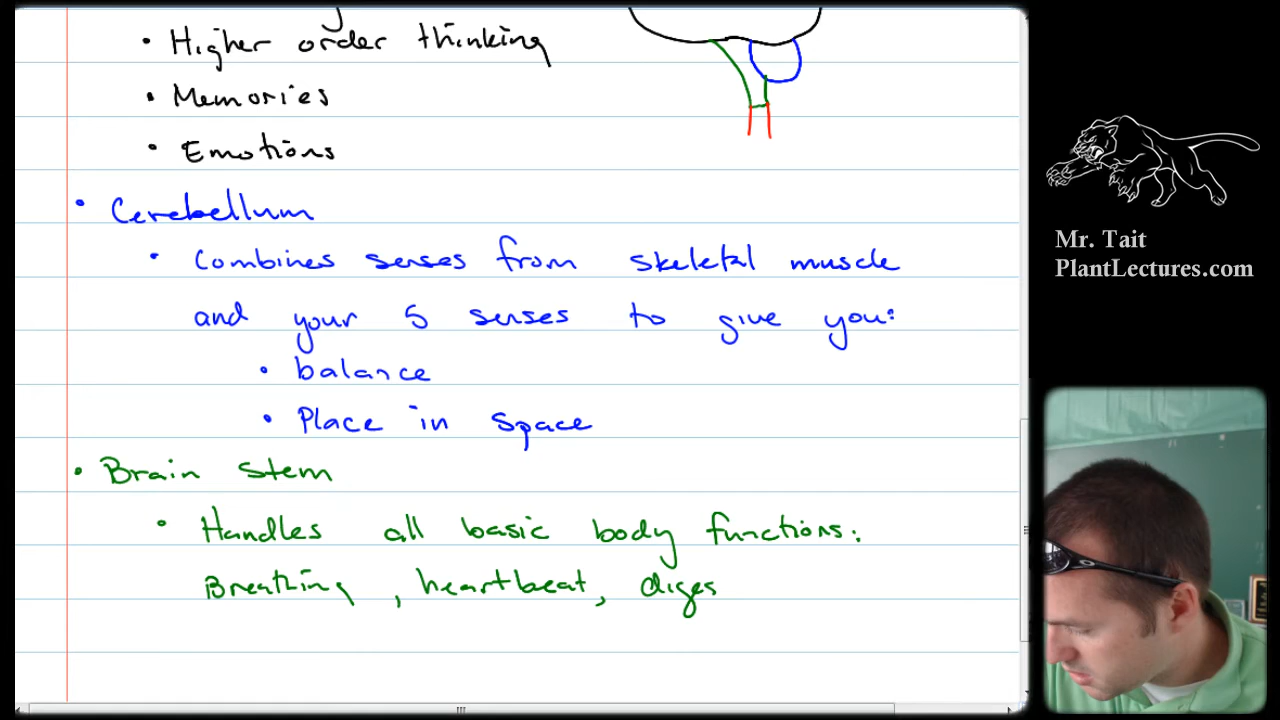 • Higher order thinking
• Memories
• Emotions
• Cerebellum
• Combines senses from skeletal muscle
and your 5 senses to give you:
• balance
• Place in space
• Brain stem
• Handles all basic body functions:
Breathing, heartbeat, diges
Mr. Tait
PlantLectures.com